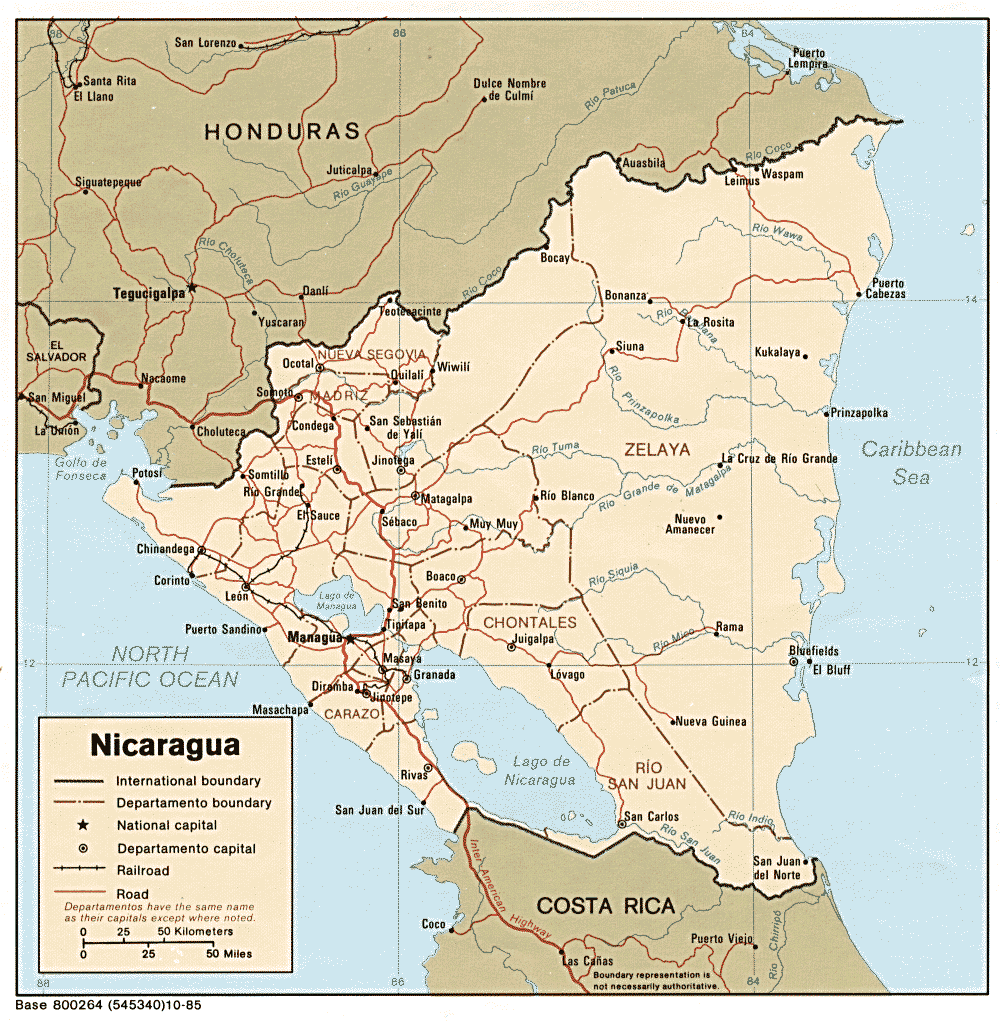 88
86
84
San Lorenzo
Puerto
Lempira
Santa Rita
El Llano
Dulce Nombre
de Culmí
Río Patuca
HONDURAS
Río Coco
Auasbila
Juticalpa
Leimus
Waspam
Siguatepeque
Río Guayape
Río Wawa
Río Choluteca
Bocay
Río Coco
Tegucigalpa
Danlí
Puerto
Cabezas
Bonanza
14
Teotecacinte
Yuscaran
La Rosita
EL
SALVADOR
NUEVA SEGOVIA
Siuna
Kukalaya
Ocotal
Wiwilí
Nacaome
Quilalí
Río
Prinzapolka
San Miguel
Somoto
MADRIZ
Prinzapolka
Condega
San Sebastián
de Yalí
La Unión
Choluteca
ZELAYA
Caribbean
Sea
Río Tuma
La Cruz de Río Grande
Golfo de
Fonseca
Potosí
Estelí
Jinotega
Somtillo
Río Grande
Matagalpa
Río Blanco
Río Grande de Matagalpa
El Sauce
Sébaco
Muy Muy
Nuevo
Amanecer
Chinandega
Corinto
Boaco
Río Siquia
León
Lago de
Managua
San Benito
CHONTALES
Puerto Sandino
Tipitapa
Managua
Juigalpa
Río Mico
Rama
NORTH
PACIFIC OCEAN
Masaya
Granada
Lóvago
Bluefields
12
12
El Bluff
Diramba
Jinotepe
Masachapa
CARAZO
Nueva Guinea
Nicaragua
International boundary
Departamento boundary
National capital
Departamento capital
Railroad
Road
Departamentos have the same name
as their capitals except where noted.
0 25 50 Kilometers
0 25 50 Miles
Rivas
Lago de
Nicaragua
RÍO
SAN JUAN
San Juan del Sur
San Carlos
Río Indio
Río San Juan
San Juan
del Norte
Inter American Highway
COSTA RICA
Coco
Puerto Viejo
Río Chirripó
Las Cañas
Boundary representation is
not necessarily authoritative.
88
86
84
Base 800264 (545340)10-85